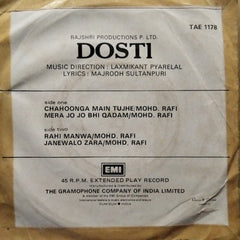 TAE 1178
RAJSHRI PRODUCTIONS P. LTD.
DOSTI
MUSIC DIRECTION: LAXMIKANT PYARELAL
LYRICS: MAJROOH SULTANPURI
side one
CHAHOONGA MAIN TUJHE/MOHD. RAFI
MERA JO JO BHI QADAM/MOHD. RAFI
side two
RAHI MANWA/MOHD. RAFI
JANEWALO ZARA/MOHD. RAFI
EMI
45 R.P.M. EXTENDED PLAY RECORD
THE GRAMOPHONE COMPANY OF INDIA LIMITED